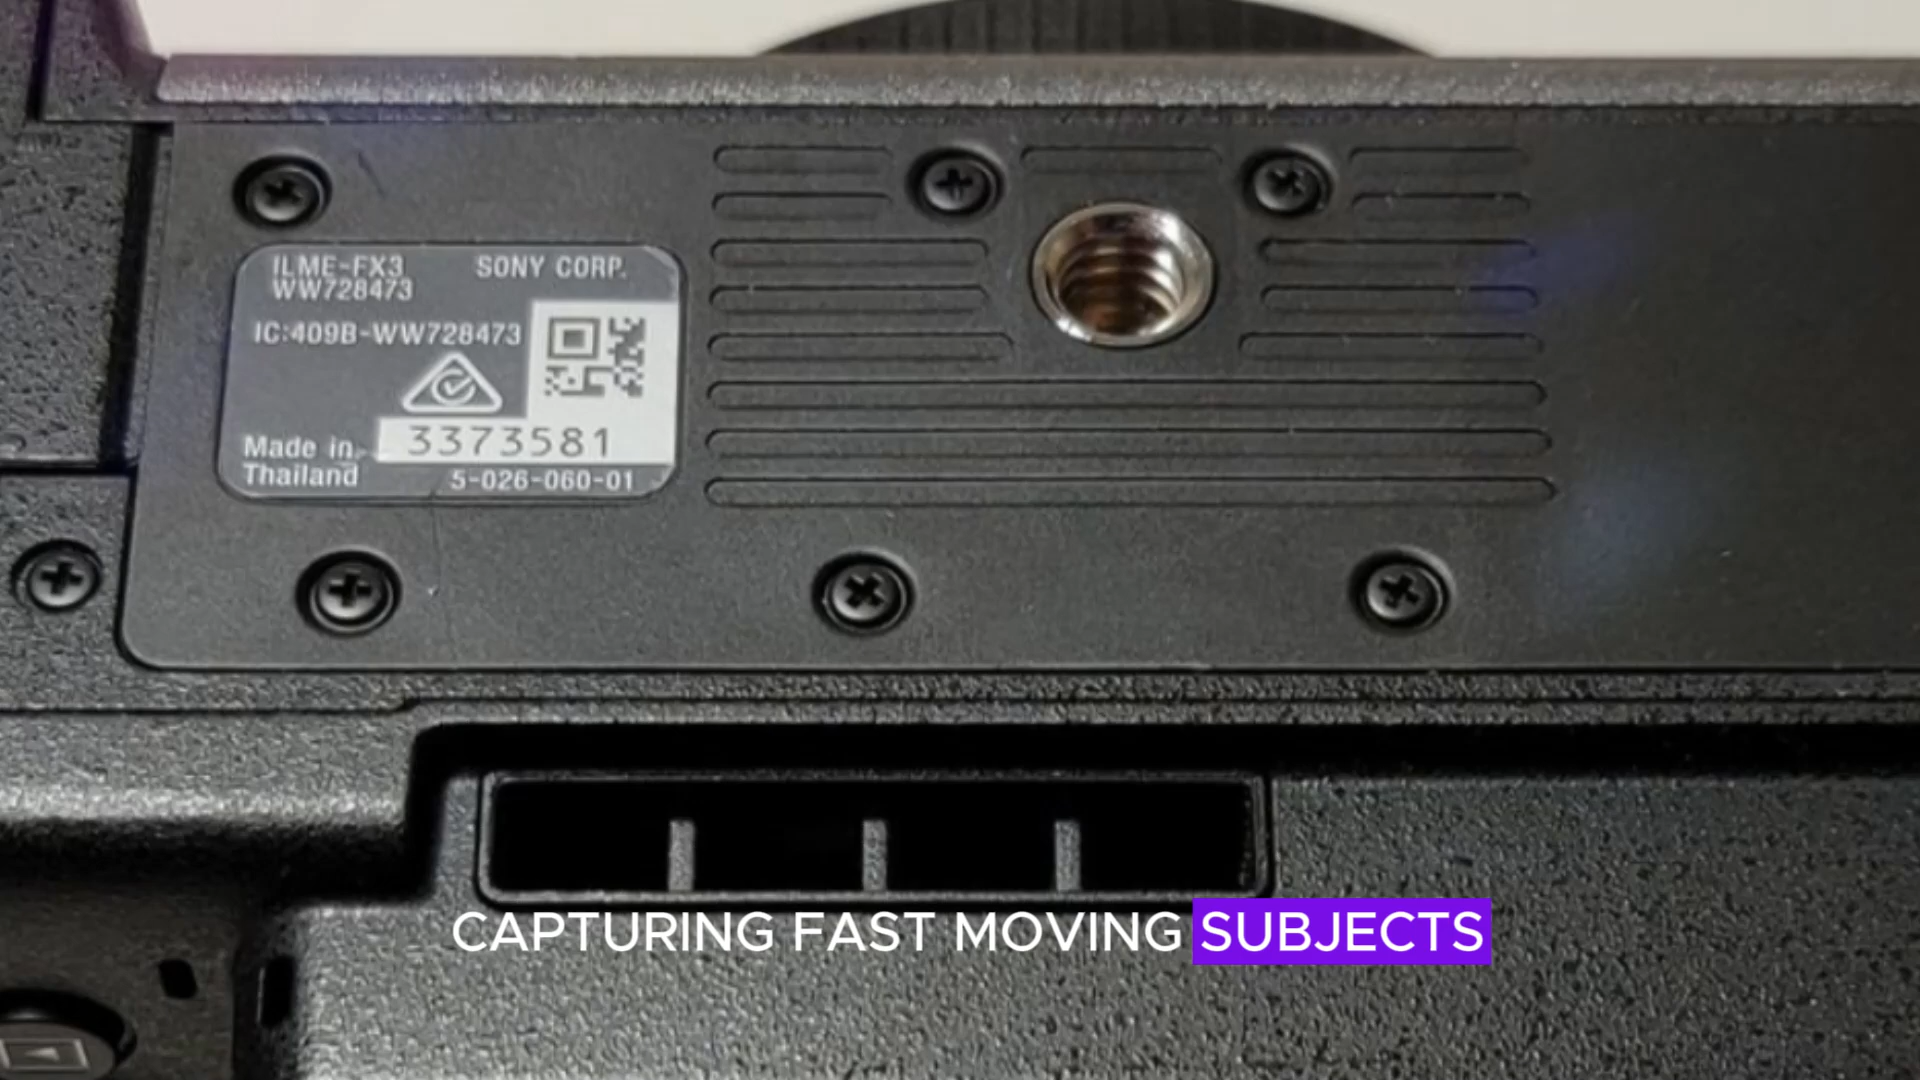 ILME-FX3 SONY CORP.
WW728473
IC:409B-WW728473
3373581
Made in
Thailand
5-026-060-01
CAPTURING FAST MOVING SUBJECTS